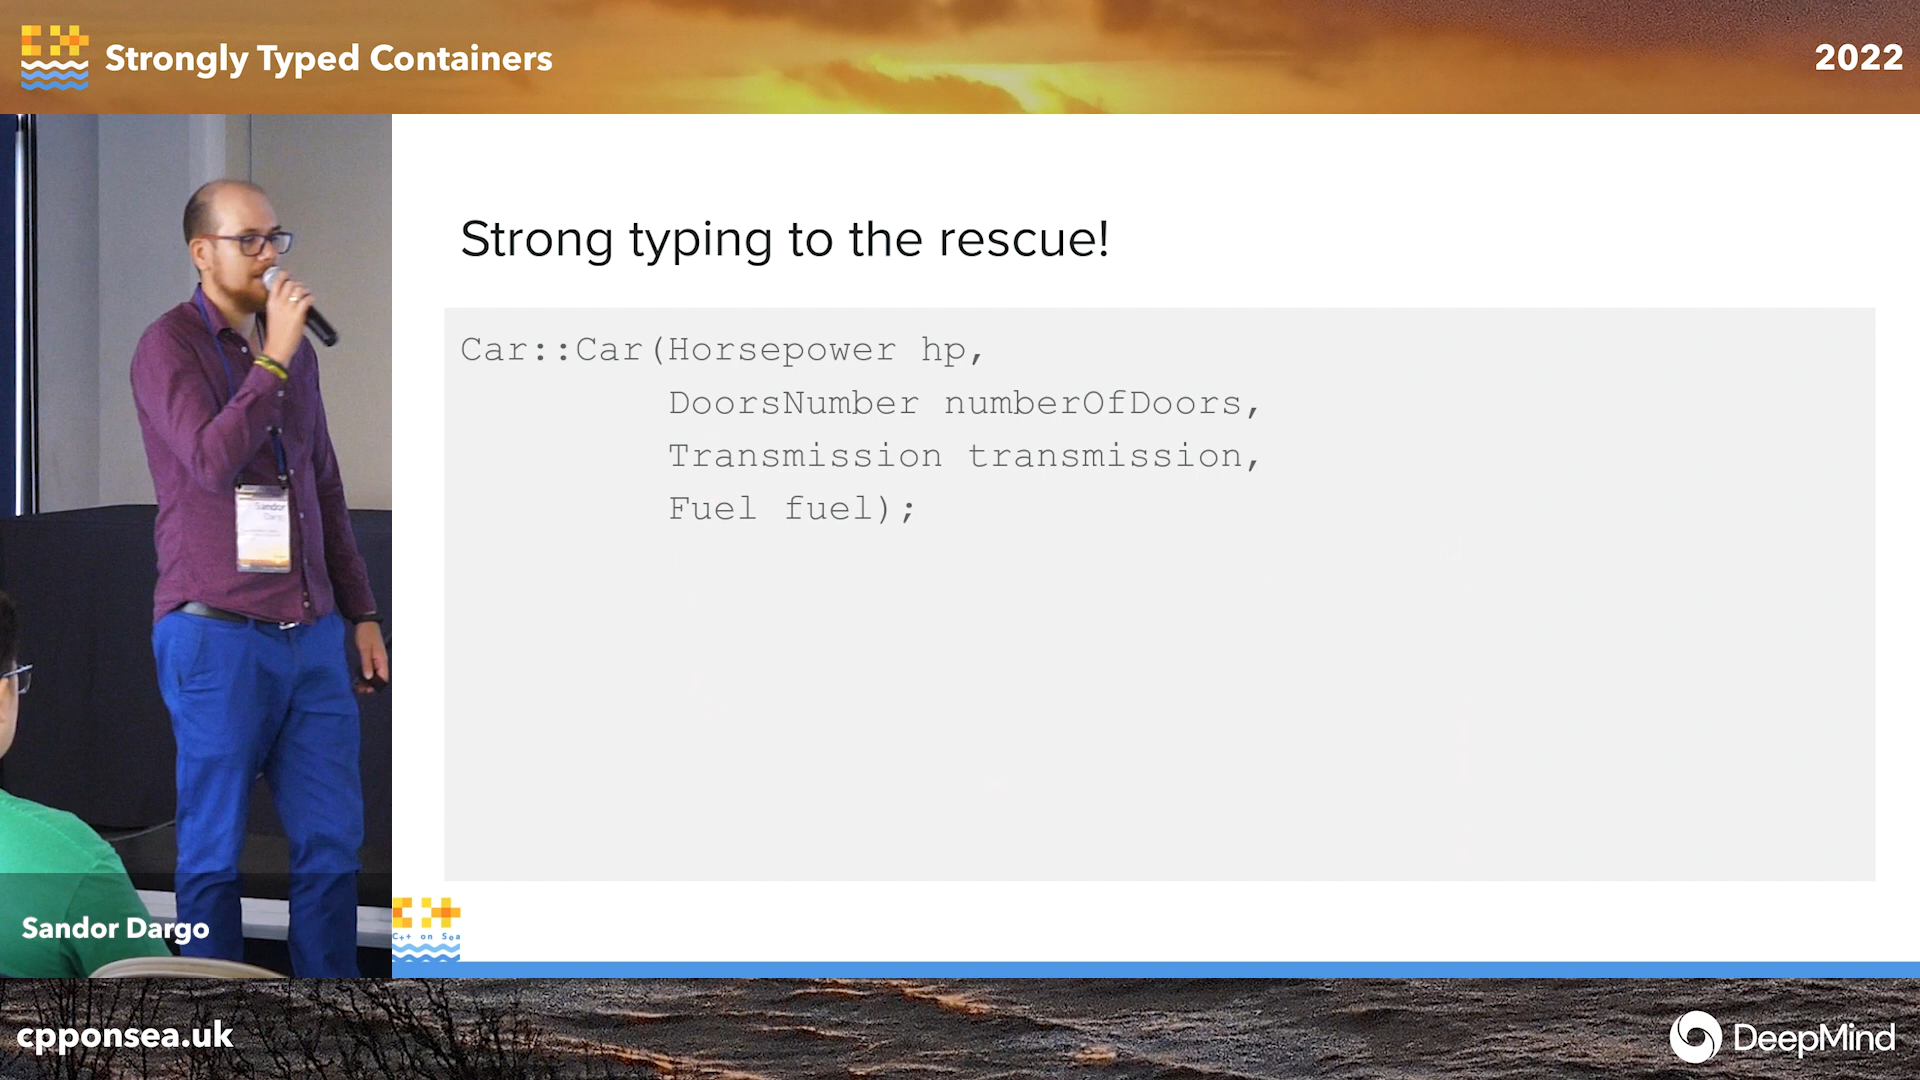 Strongly Typed Containers
2022
Strong typing to the rescue!
Car::Car(Horsepower hp,
DoorsNumber numberOfDoors,
Transmission transmission,
Fuel fuel);
Sandor
Sandor Dargo
C++ on Sea
cpponsea.uk
DeepMind